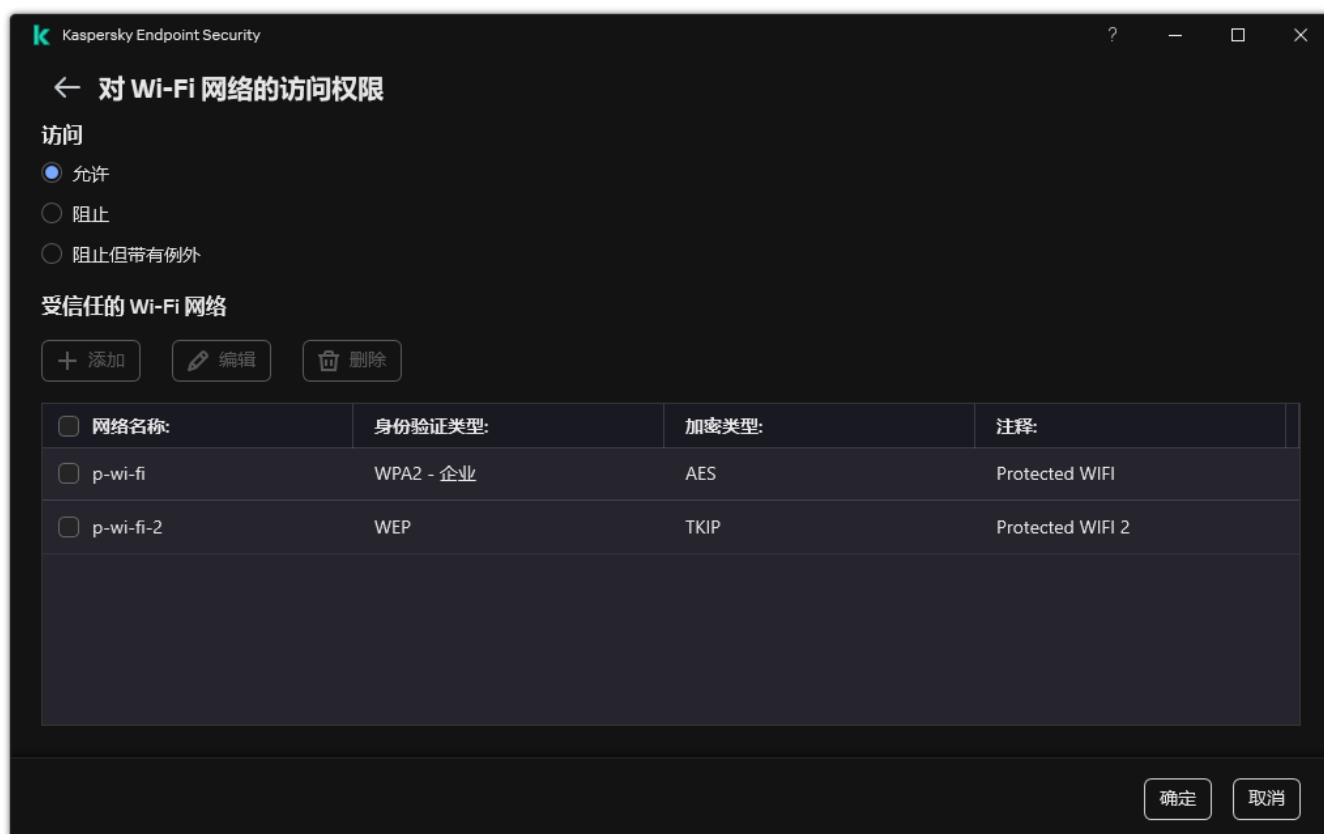 Kaspersky Endpoint Security ?
对 Wi-Fi 网络的访问权限
访问
允许
阻止
阻止但带有例外
受信任的 Wi-Fi 网络
添加 编辑 删除
网络名称: 身份验证类型: 加密类型: 注释:
p-wi-fi WPA2 - 企业 AES Protected WIFI
p-wi-fi-2 WEP TKIP Protected WIFI 2
确定 取消